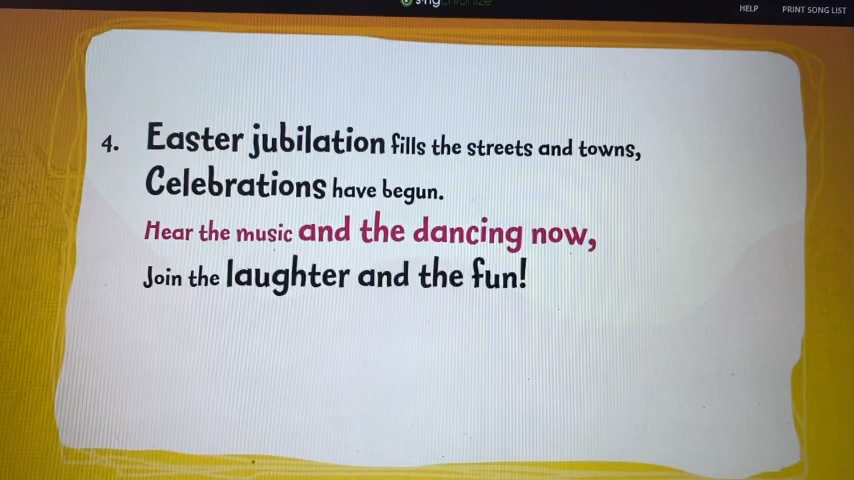 HELP PRINT SONG LIST
4. Easter jubilation fills the streets and towns,
Celebrations have begun.
Hear the music and the dancing now,
Join the laughter and the fun!